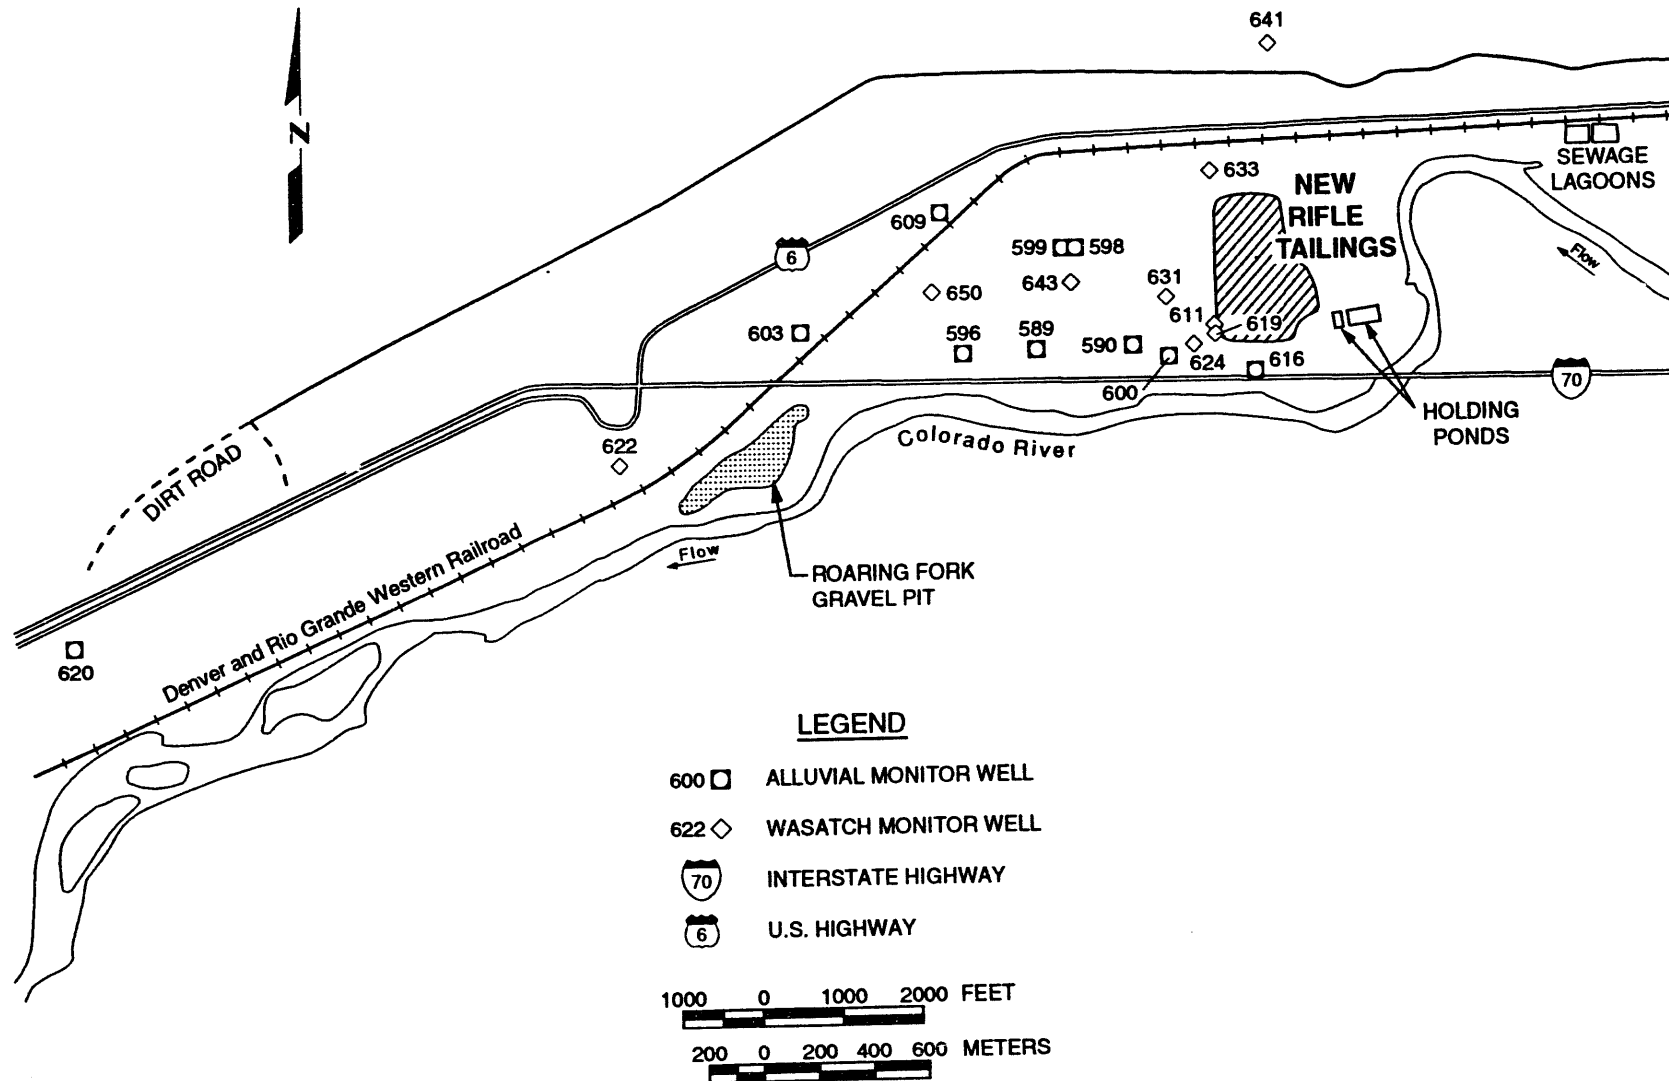 641
N
633
SEWAGE
LAGOONS
NEW
RIFLE
TAILINGS
609
599
598
6
Flow
631
643
650
611
619
603
596
589
590
624
616
600
70
HOLDING
PONDS
622
Colorado River
DIRT ROAD
Flow
Denver and Rio Grande Western Railroad
ROARING FORK
GRAVEL PIT
620
LEGEND
600 ALLUVIAL MONITOR WELL
622 WASATCH MONITOR WELL
70 INTERSTATE HIGHWAY
6 U.S. HIGHWAY
1000 0 1000 2000 FEET
200 0 200 400 600 METERS